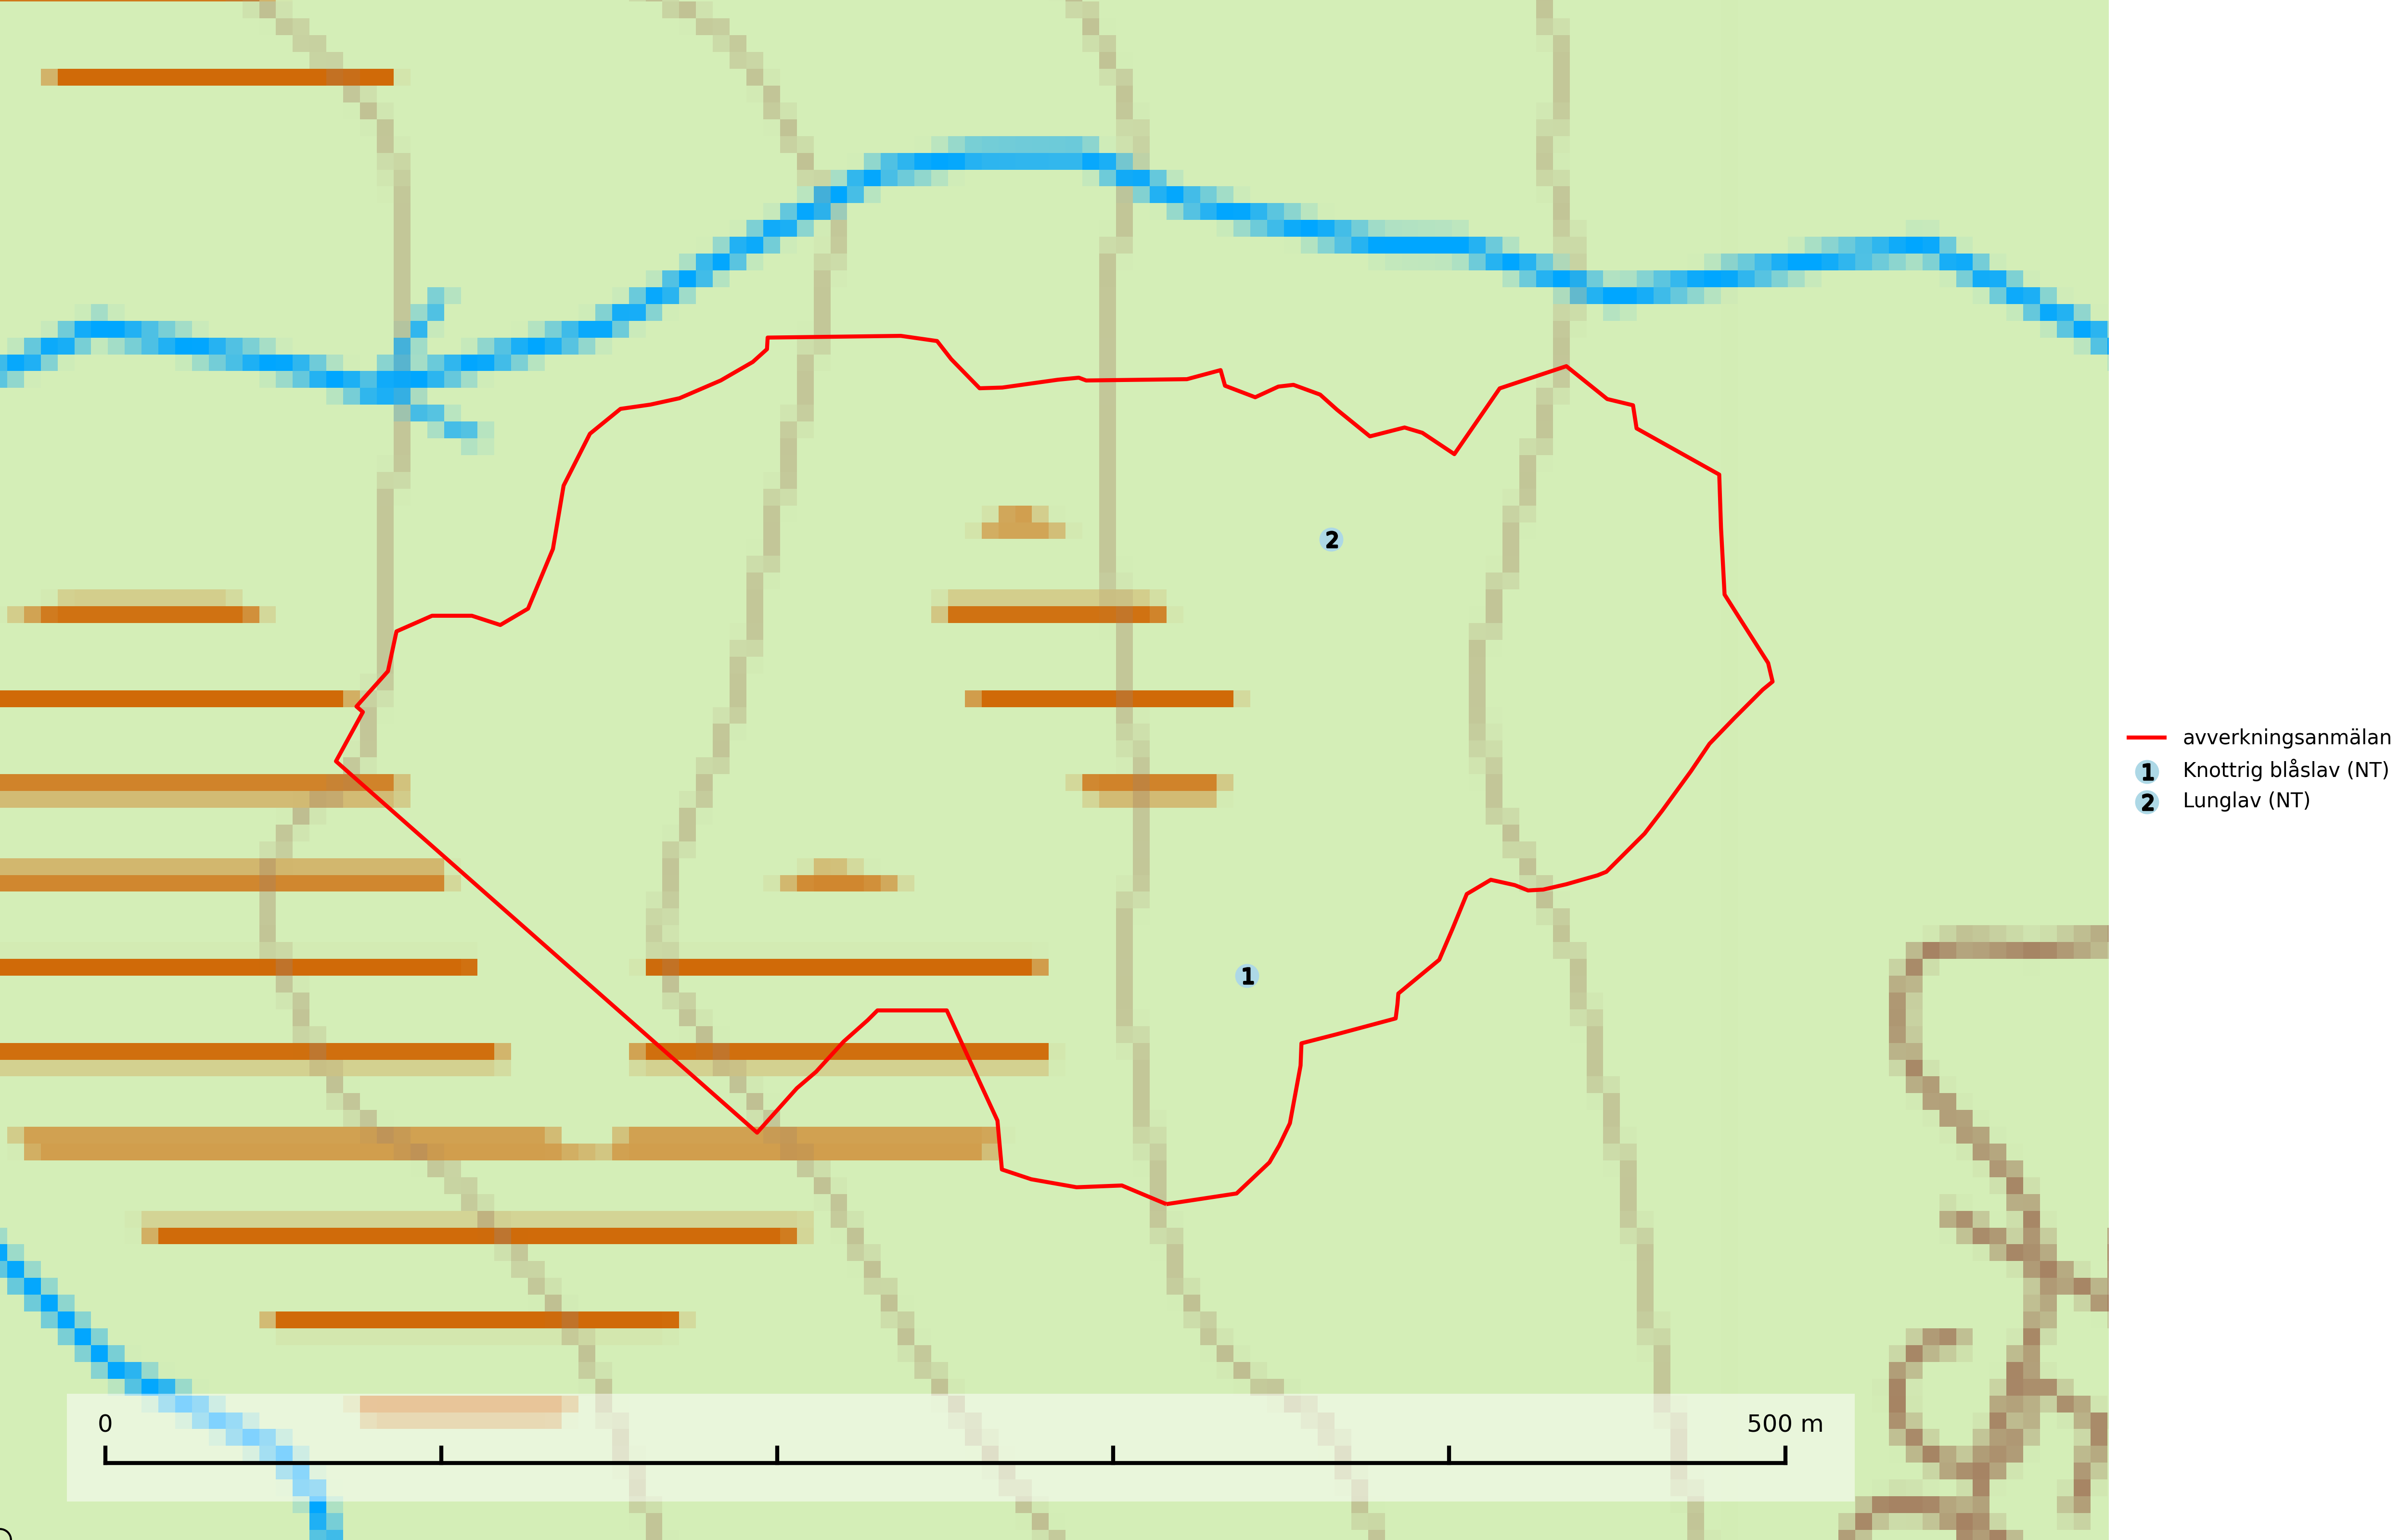 2
1
avverkningsanmälan
1 Knottrig blåslav (NT)
2 Lunglav (NT)
0 500 m